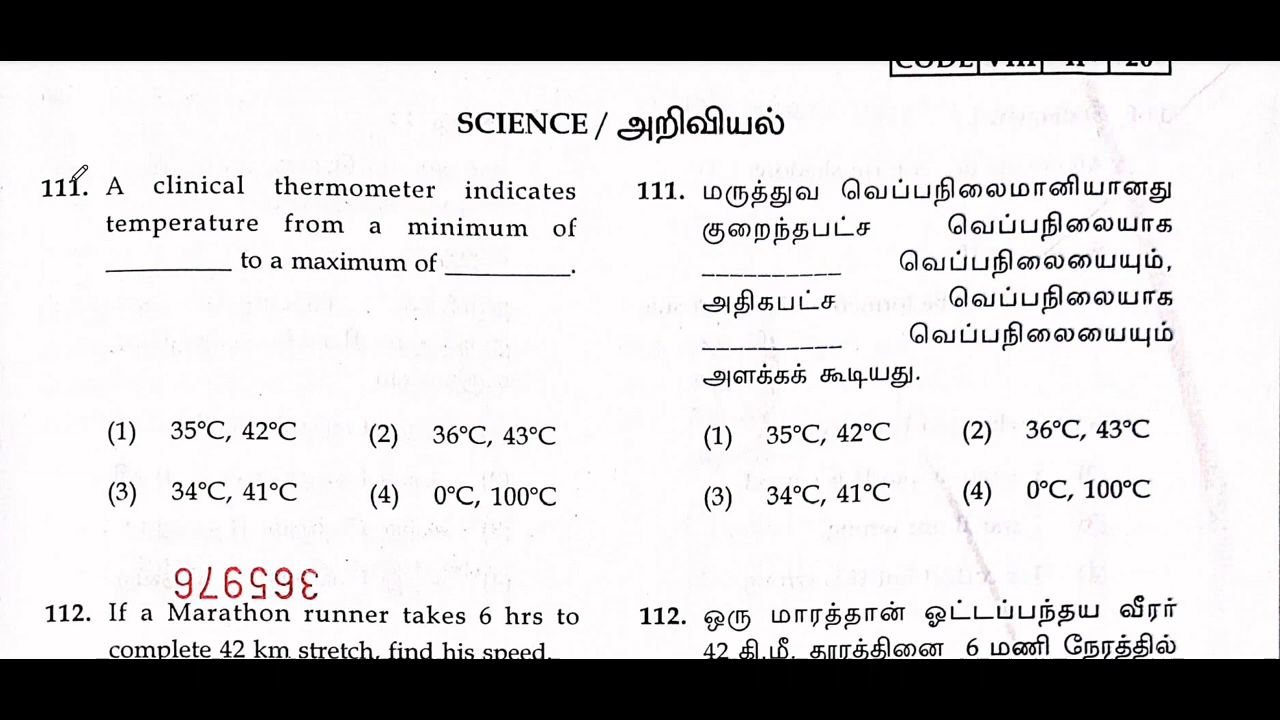 CODE VIII II 20
SCIENCE / அறிவியல்
111. A clinical thermometer indicates
temperature from a minimum of
__________ to a maximum of __________.
(1) 35°C, 42°C (2) 36°C, 43°C
(3) 34°C, 41°C (4) 0°C, 100°C
365976
112. If a Marathon runner takes 6 hrs to
complete 42 km stretch, find his speed.
111. மருத்துவ வெப்பநிலைமானியானது
குறைந்தபட்ச வெப்பநிலையாக
__________ வெப்பநிலையையும்,
அதிகபட்ச வெப்பநிலையாக
__________ வெப்பநிலையையும்
அளக்கக் கூடியது.
(1) 35°C, 42°C (2) 36°C, 43°C
(3) 34°C, 41°C (4) 0°C, 100°C
112. ஒரு மாரத்தான் ஓட்டப்பந்தய வீரர்
42 கி.மீ. தூரத்தினை 6 மணி நேரத்தில்